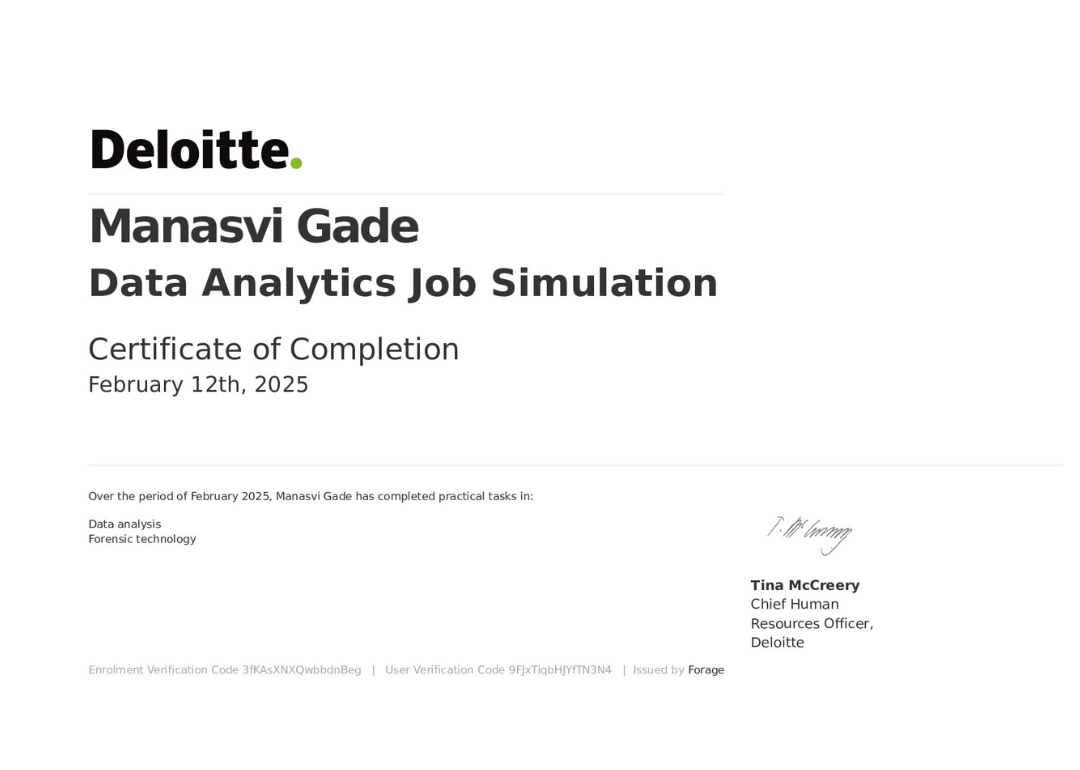 Deloitte.
Manasvi Gade
Data Analytics Job Simulation
Certificate of Completion
February 12th, 2025
Over the period of February 2025, Manasvi Gade has completed practical tasks in:
Data analysis
Forensic technology
T. McCreery
Tina McCreery
Chief Human
Resources Officer,
Deloitte
Enrolment Verification Code 3fKAsXNXQwbbdnBeg | User Verification Code 9FJxTiqbHJYfTN3N4 | Issued by Forage